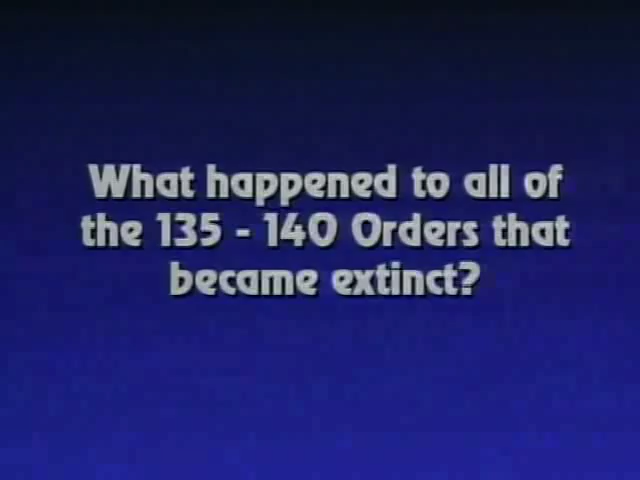 What happened to all of
the 135 - 140 Orders that
became extinct?